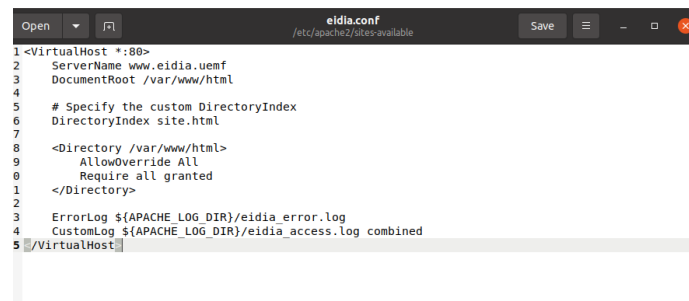 Open
eidia.conf
/etc/apache2/sites-available
Save
1 <VirtualHost *:80>
2     ServerName www.eidia.uemf
3     DocumentRoot /var/www/html
4
5     # Specify the custom DirectoryIndex
6     DirectoryIndex site.html
7
8     <Directory /var/www/html>
9         AllowOverride All
0         Require all granted
1     </Directory>
2
3     ErrorLog ${APACHE_LOG_DIR}/eidia_error.log
4     CustomLog ${APACHE_LOG_DIR}/eidia_access.log combined
5 </VirtualHost>